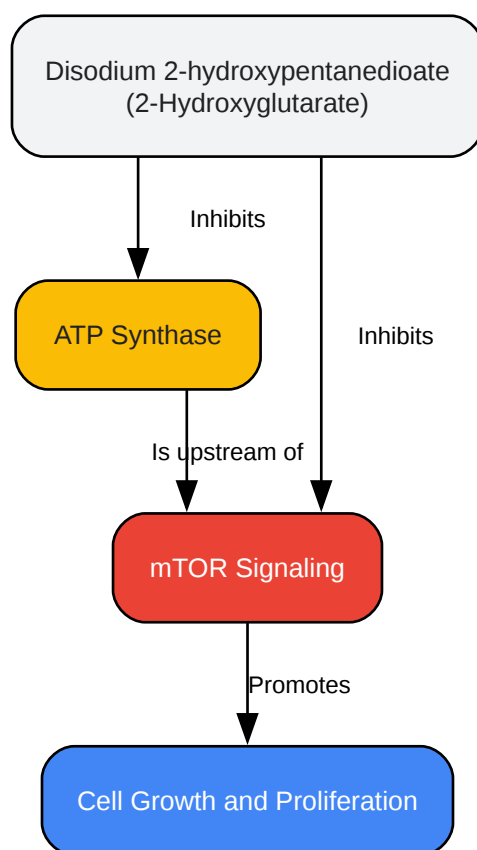 Disodium 2-hydroxypentanedioate
(2-Hydroxyglutarate)
Inhibits
ATP Synthase
Inhibits
Is upstream of
mTOR Signaling
Promotes
Cell Growth and Proliferation